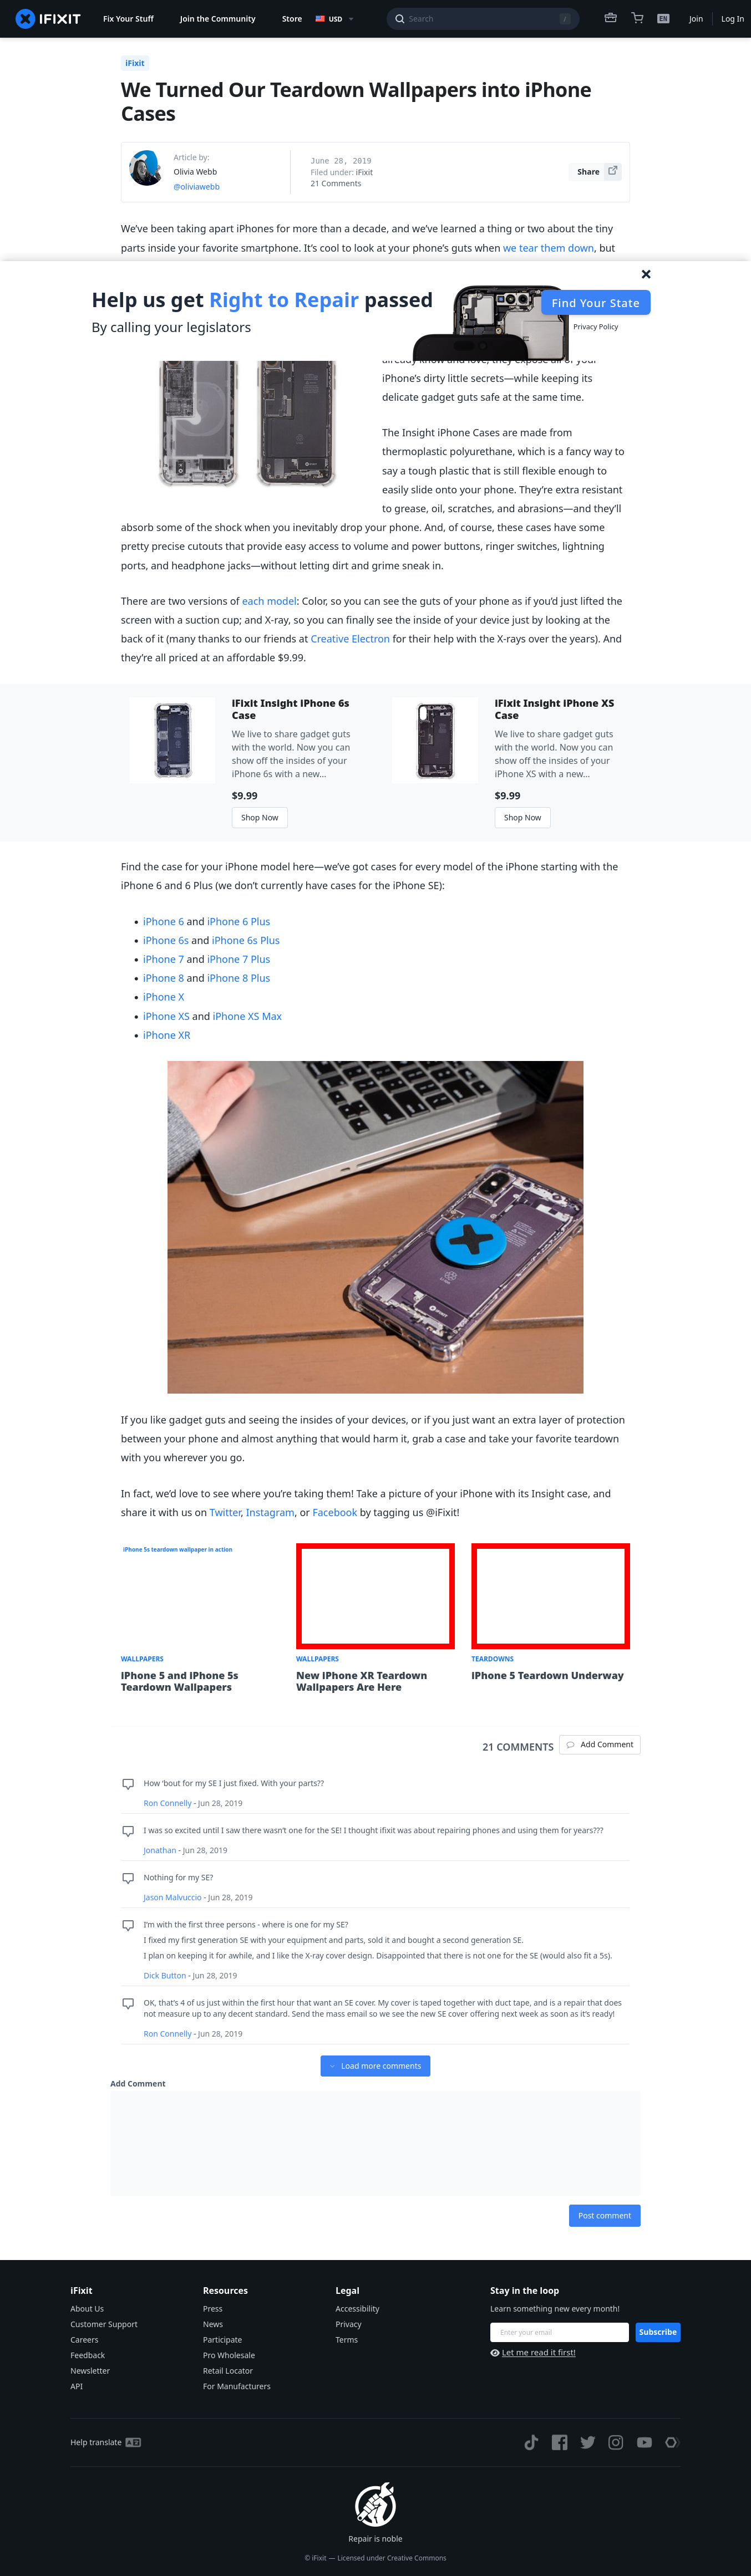 IFIXIT
Fix Your Stuff
Join the Community
Store
USD
Search
/
EN
Join
Log In
iFixit
We Turned Our Teardown Wallpapers into iPhone
Cases
Article by:
Olivia Webb
@oliviawebb
June 28, 2019
Filed under: iFixit
21 Comments
Share
We’ve been taking apart iPhones for more than a decade, and we’ve learned a thing or two about the tiny
parts inside your favorite smartphone. It’s cool to look at your phone’s guts when we tear them down, but
Help us get Right to Repair passed
By calling your legislators
Find Your State
Privacy Policy
already know and love, they expose all of your
iPhone’s dirty little secrets—while keeping its
delicate gadget guts safe at the same time.
The Insight iPhone Cases are made from
thermoplastic polyurethane, which is a fancy way to
say a tough plastic that is still flexible enough to
easily slide onto your phone. They’re extra resistant
to grease, oil, scratches, and abrasions—and they’ll
absorb some of the shock when you inevitably drop your phone. And, of course, these cases have some
pretty precise cutouts that provide easy access to volume and power buttons, ringer switches, lightning
ports, and headphone jacks—without letting dirt and grime sneak in.
There are two versions of each model: Color, so you can see the guts of your phone as if you’d just lifted the
screen with a suction cup; and X-ray, so you can finally see the inside of your device just by looking at the
back of it (many thanks to our friends at Creative Electron for their help with the X-rays over the years). And
they’re all priced at an affordable $9.99.
iFixit Insight iPhone 6s
Case
We live to share gadget guts
with the world. Now you can
show off the insides of your
iPhone 6s with a new...
$9.99
Shop Now
iFixit Insight iPhone XS
Case
We live to share gadget guts
with the world. Now you can
show off the insides of your
iPhone XS with a new...
$9.99
Shop Now
Find the case for your iPhone model here—we’ve got cases for every model of the iPhone starting with the
iPhone 6 and 6 Plus (we don’t currently have cases for the iPhone SE):
iPhone 6 and iPhone 6 Plus
iPhone 6s and iPhone 6s Plus
iPhone 7 and iPhone 7 Plus
iPhone 8 and iPhone 8 Plus
iPhone X
iPhone XS and iPhone XS Max
iPhone XR
If you like gadget guts and seeing the insides of your devices, or if you just want an extra layer of protection
between your phone and almost anything that would harm it, grab a case and take your favorite teardown
with you wherever you go.
In fact, we’d love to see where you’re taking them! Take a picture of your iPhone with its Insight case, and
share it with us on Twitter, Instagram, or Facebook by tagging us @iFixit!
iPhone 5s teardown wallpaper in action
WALLPAPERS
iPhone 5 and iPhone 5s
Teardown Wallpapers
WALLPAPERS
New iPhone XR Teardown
Wallpapers Are Here
TEARDOWNS
iPhone 5 Teardown Underway
21 COMMENTS
Add Comment
How ‘bout for my SE I just fixed. With your parts??
Ron Connelly - Jun 28, 2019
I was so excited until I saw there wasn’t one for the SE! I thought ifixit was about repairing phones and using them for years???
Jonathan - Jun 28, 2019
Nothing for my SE?
Jason Malvuccio - Jun 28, 2019
I’m with the first three persons - where is one for my SE?
I fixed my first generation SE with your equipment and parts, sold it and bought a second generation SE.
I plan on keeping it for awhile, and I like the X-ray cover design. Disappointed that there is not one for the SE (would also fit a 5s).
Dick Button - Jun 28, 2019
OK, that’s 4 of us just within the first hour that want an SE cover. My cover is taped together with duct tape, and is a repair that does
not measure up to any decent standard. Send the mass email so we see the new SE cover offering next week as soon as it’s ready!
Ron Connelly - Jun 28, 2019
Load more comments
Add Comment
Post comment
iFixit
About Us
Customer Support
Careers
Feedback
Newsletter
API
Resources
Press
News
Participate
Pro Wholesale
Retail Locator
For Manufacturers
Legal
Accessibility
Privacy
Terms
Stay in the loop
Learn something new every month!
Enter your email
Subscribe
Let me read it first!
Help translate
Repair is noble
© iFixit — Licensed under Creative Commons